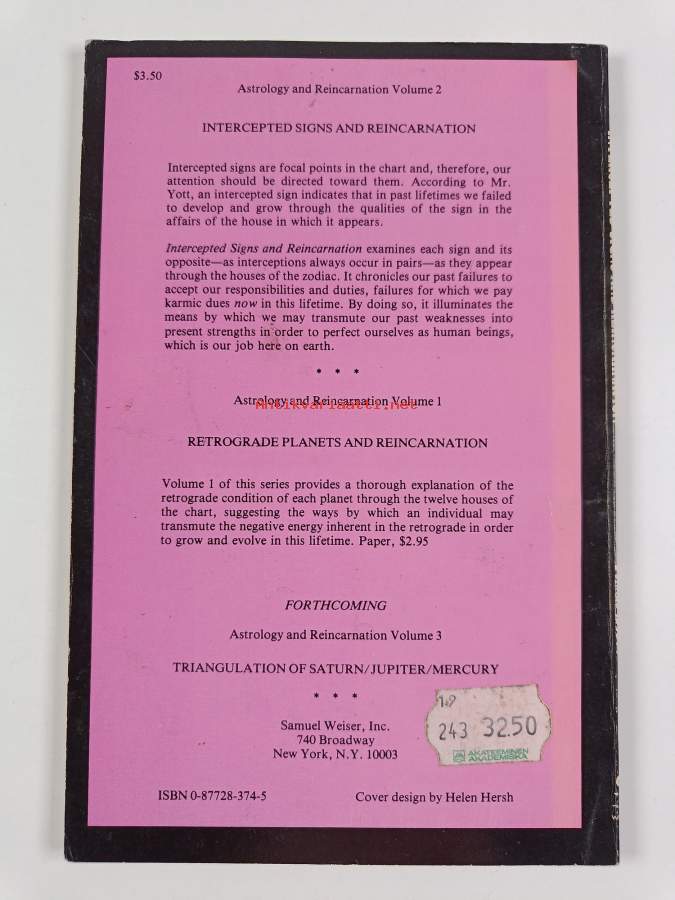 $3.50
Astrology and Reincarnation Volume 2
INTERCEPTED SIGNS AND REINCARNATION
Intercepted signs are focal points in the chart and, therefore, our
attention should be directed toward them. According to Mr.
Yott, an intercepted sign indicates that in past lifetimes we failed
to develop and grow through the qualities of the sign in the
affairs of the house in which it appears.
Intercepted Signs and Reincarnation examines each sign and its
opposite—as interceptions always occur in pairs—as they appear
through the houses of the zodiac. It chronicles our past failures to
accept our responsibilities and duties, failures for which we pay
karmic dues now in this lifetime. By doing so, it illuminates the
means by which we may transmute our past weaknesses into
present strengths in order to perfect ourselves as human beings,
which is our job here on earth.
* * *
Astrology and Reincarnation Volume 1
Antikvariaatti.net
RETROGRADE PLANETS AND REINCARNATION
Volume 1 of this series provides a thorough explanation of the
retrograde condition of each planet through the twelve houses of
the chart, suggesting the ways by which an individual may
transmute the negative energy inherent in the retrograde in order
to grow and evolve in this lifetime. Paper, $2.95
FORTHCOMING
Astrology and Reincarnation Volume 3
TRIANGULATION OF SATURN/JUPITER/MERCURY
* * *
Samuel Weiser, Inc.
740 Broadway
New York, N.Y. 10003
243 32.50
AKATEEMINEN
AKADEMISKA
ISBN 0-87728-374-5
Cover design by Helen Hersh